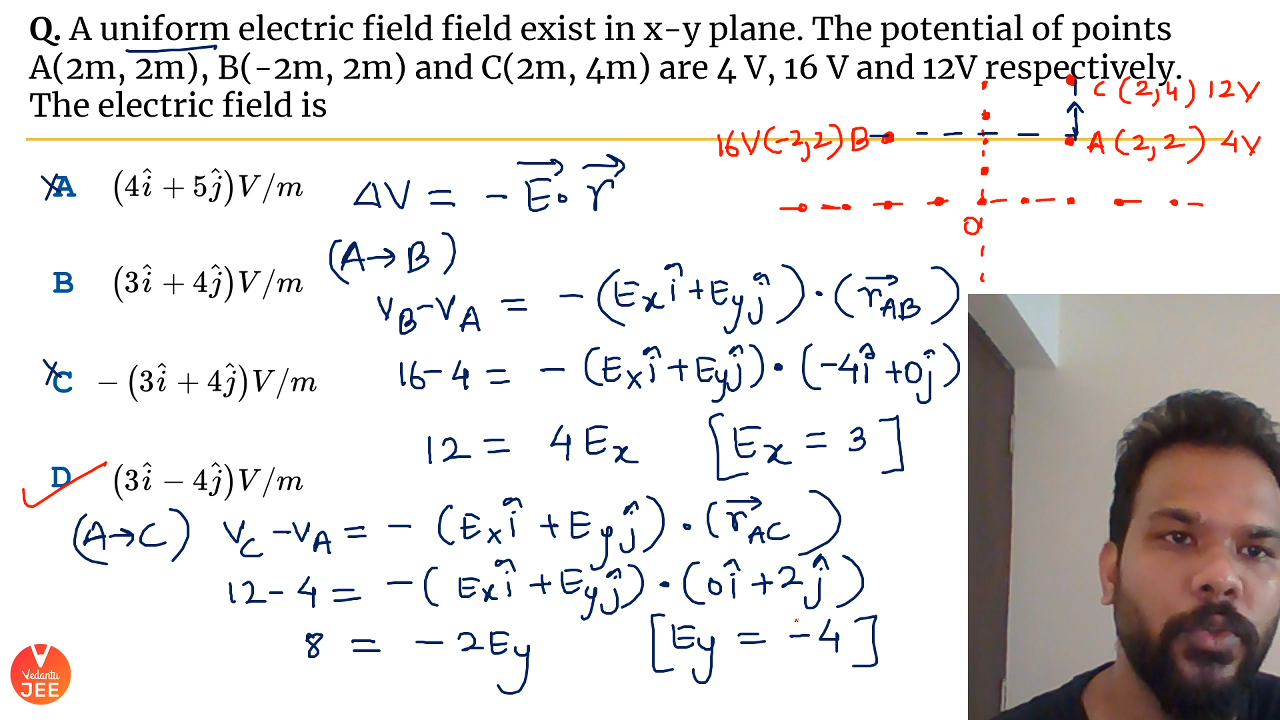 Q. A uniform electric field field exist in x-y plane. The potential of points
A(2m, 2m), B(-2m, 2m) and C(2m, 4m) are 4 V, 16 V and 12V respectively.
The electric field is
C (2,4) 12V
16V(-2,2) B
A (2,2) 4V
O
A (4î + 5ĵ) V/m
ΔV = - E⃗ · r⃗
(A→B)
B (3î + 4ĵ) V/m
V_B - V_A = - (E_x î + E_y ĵ) · (r⃗_AB)
C - (3î + 4ĵ) V/m
16 - 4 = - (E_x î + E_y ĵ) · (-4î + 0ĵ)
12 = 4E_x [E_x = 3]
D (3î − 4ĵ) V/m
(A→C) V_C - V_A = - (E_x î + E_y ĵ) · (r⃗_AC)
12 - 4 = - (E_x î + E_y ĵ) · (0î + 2ĵ)
8 = - 2E_y [E_y = -4]
Vedantu
JEE